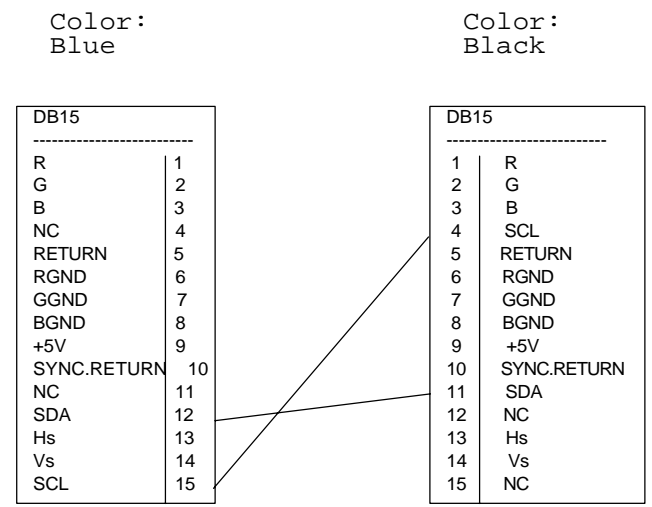 Color:
Blue
Color:
Black
DB15
--------------------------
R 1
G 2
B 3
NC 4
RETURN 5
RGND 6
GGND 7
BGND 8
+5V 9
SYNC.RETURN 10
NC 11
SDA 12
Hs 13
Vs 14
SCL 15
DB15
--------------------------
1 R
2 G
3 B
4 SCL
5 RETURN
6 RGND
7 GGND
8 BGND
9 +5V
10 SYNC.RETURN
11 SDA
12 NC
13 Hs
14 Vs
15 NC